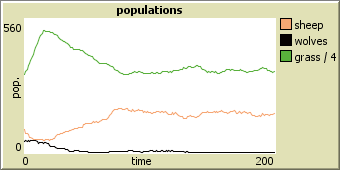 populations
560
pop.
0
0
time
200
sheep
wolves
grass / 4